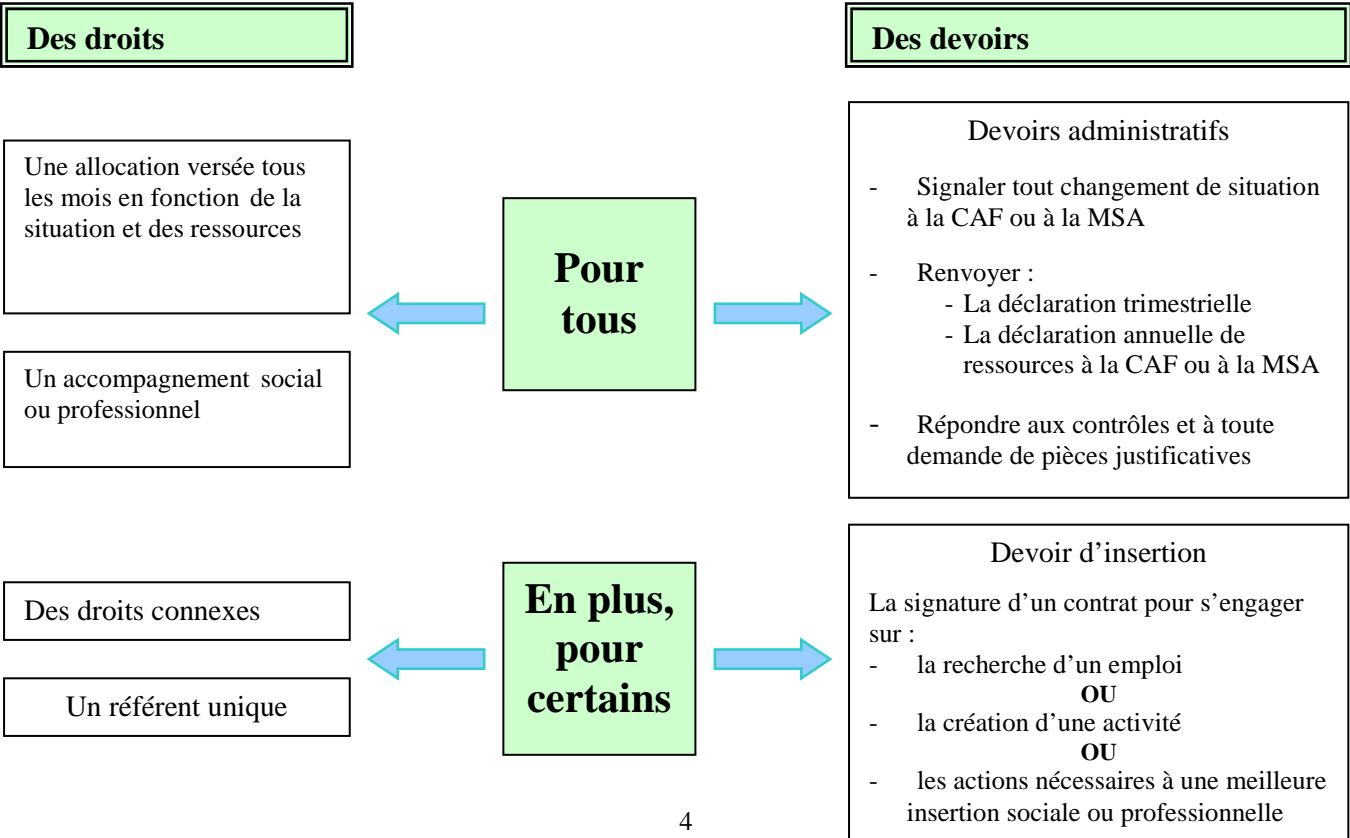 Des droits
Des devoirs
Une allocation versée tous
les mois en fonction de la
situation et des ressources
Un accompagnement social
ou professionnel
Pour
tous
Devoirs administratifs
- Signaler tout changement de situation
à la CAF ou à la MSA
- Renvoyer :
- La déclaration trimestrielle
- La déclaration annuelle de
ressources à la CAF ou à la MSA
- Répondre aux contrôles et à toute
demande de pièces justificatives
Des droits connexes
Un référent unique
En plus,
pour
certains
Devoir d’insertion
La signature d’un contrat pour s’engager
sur :
- la recherche d’un emploi
OU
- la création d’une activité
OU
- les actions nécessaires à une meilleure
insertion sociale ou professionnelle
4